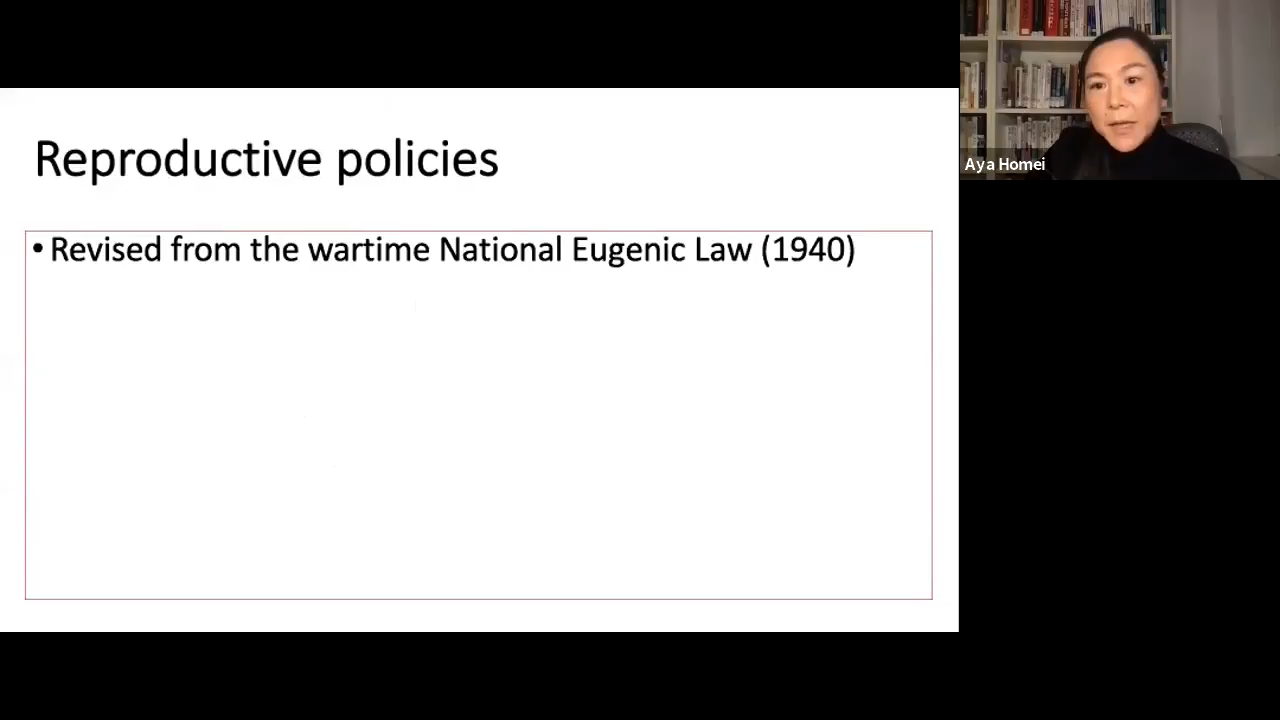 Reproductive policies
• Revised from the wartime National Eugenic Law (1940)
Aya Homei